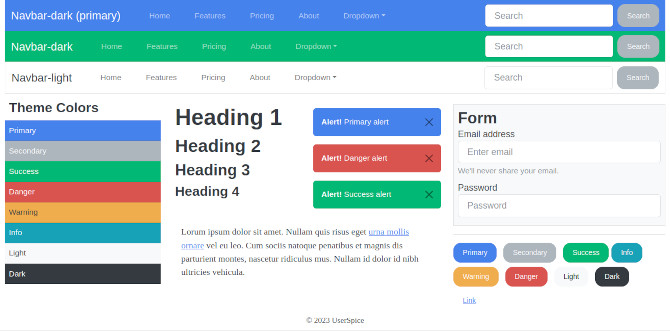 Navbar-dark (primary) Home Features Pricing About Dropdown Search Search
Navbar-dark Home Features Pricing About Dropdown Search Search
Navbar-light Home Features Pricing About Dropdown Search Search
Theme Colors
Primary
Secondary
Success
Danger
Warning
Info
Light
Dark
Heading 1
Heading 2
Heading 3
Heading 4
Alert! Primary alert
Alert! Danger alert
Alert! Success alert
Lorum ipsum dolor sit amet. Nullam quis risus eget urna mollis
ornare vel eu leo. Cum sociis natoque penatibus et magnis dis
parturient montes, nascetur ridiculus mus. Nullam id dolor id nibh
ultricies vehicula.
Form
Email address
Enter email
We'll never share your email.
Password
Password
Primary Secondary Success Info
Warning Danger Light Dark
Link
© 2023 UserSpice